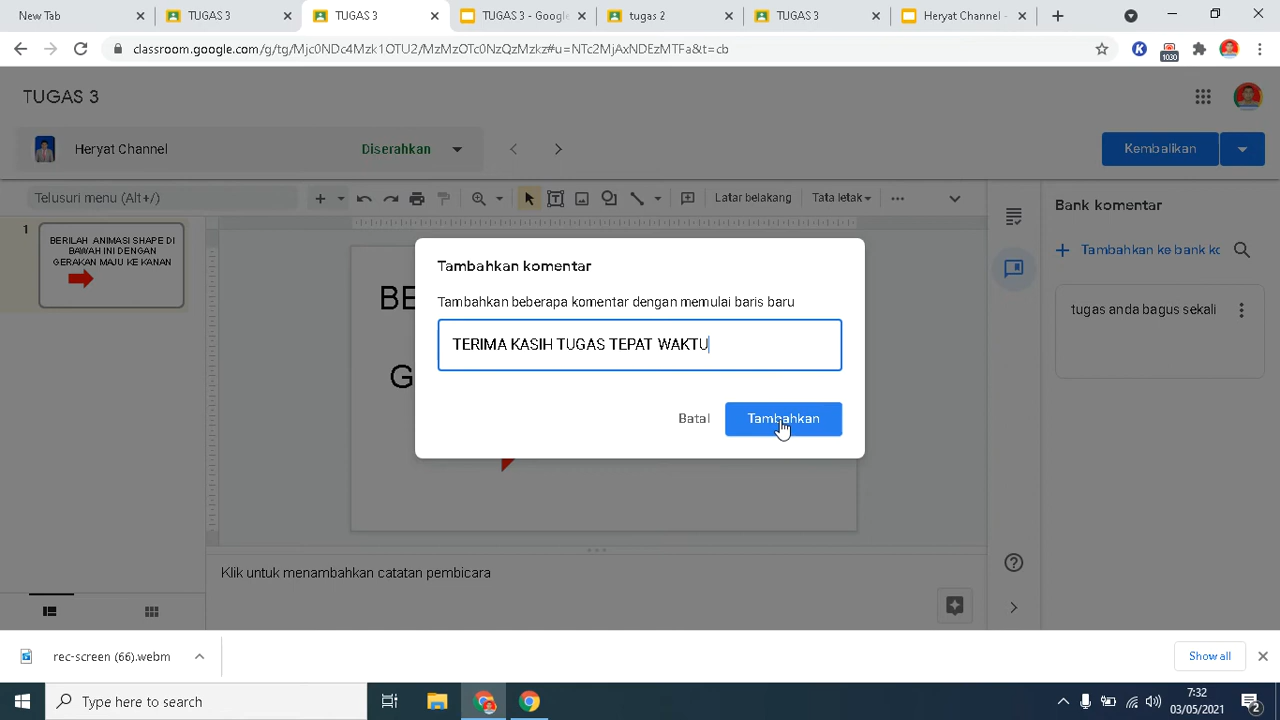 New Tab
TUGAS 3
TUGAS 3
TUGAS 3 - Google
tugas 2
TUGAS 3
Heryat Channel -
classroom.google.com/g/tg/Mjc0NDc4Mzk1OTU2/MzMzOTc0NzQzMzkz#u=NTc2MjAxNDEzMTFa&t=cb
1030
TUGAS 3
Heryat Channel
Diserahkan
Kembalikan
Telusuri menu (Alt+/)
Latar belakang
Tata letak
Bank komentar
Tambahkan ke bank kc
1
BERILAH ANIMASI SHAPE DI
BAWAH INI DENGAN
GERAKAN MAJU KE KANAN
BE
G
Tambahkan komentar
Tambahkan beberapa komentar dengan memulai baris baru
TERIMA KASIH TUGAS TEPAT WAKTU
Batal
Tambahkan
tugas anda bagus sekali
Klik untuk menambahkan catatan pembicara
rec-screen (66).webm
Show all
Type here to search
7:32
03/05/2021
2